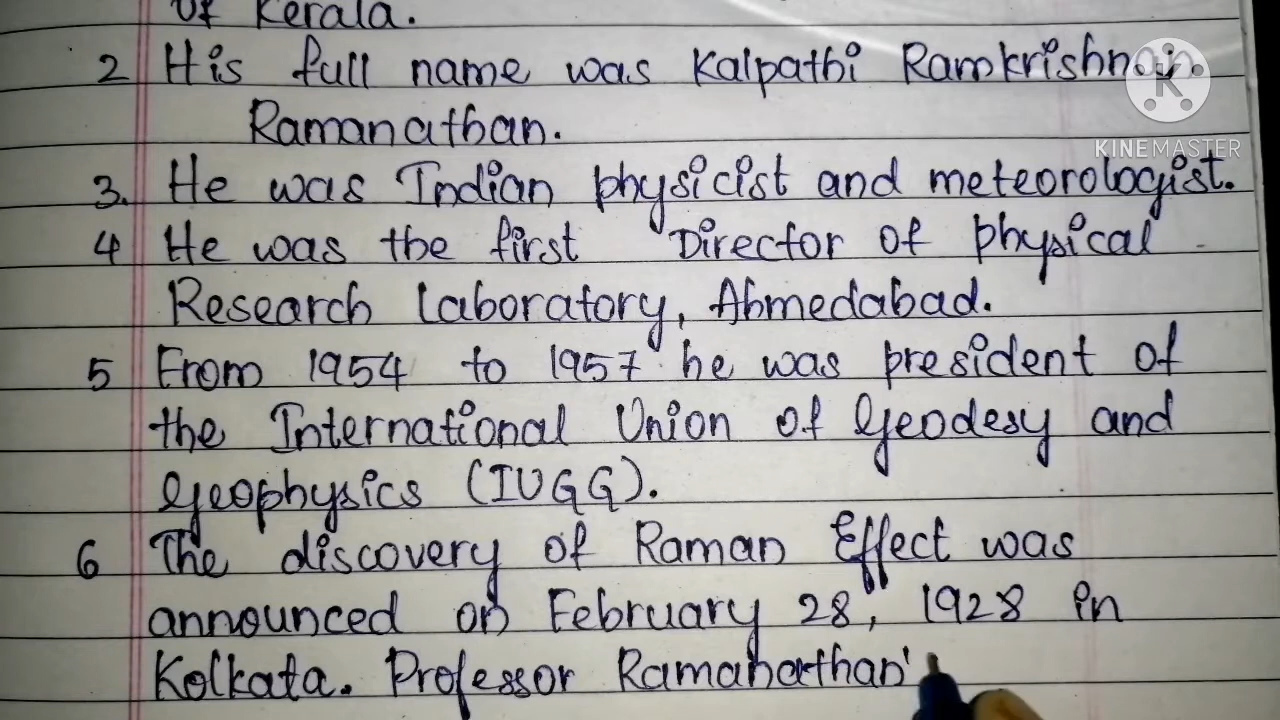 of Kerala.
2 His full name was Kalpathi Ramkrishnan
Ramanathan.
KINEMASTER
3. He was Indian physicist and meteorologist.
4 He was the first Director of physical
Research Laboratory, Ahmedabad.
5 From 1954 to 1957 he was president of
the International Union of Geodesy and
Geophysics (IUGG).
6 The discovery of Raman Effect was
announced on February 28, 1928 in
Kolkata. Professor Ramanathan'